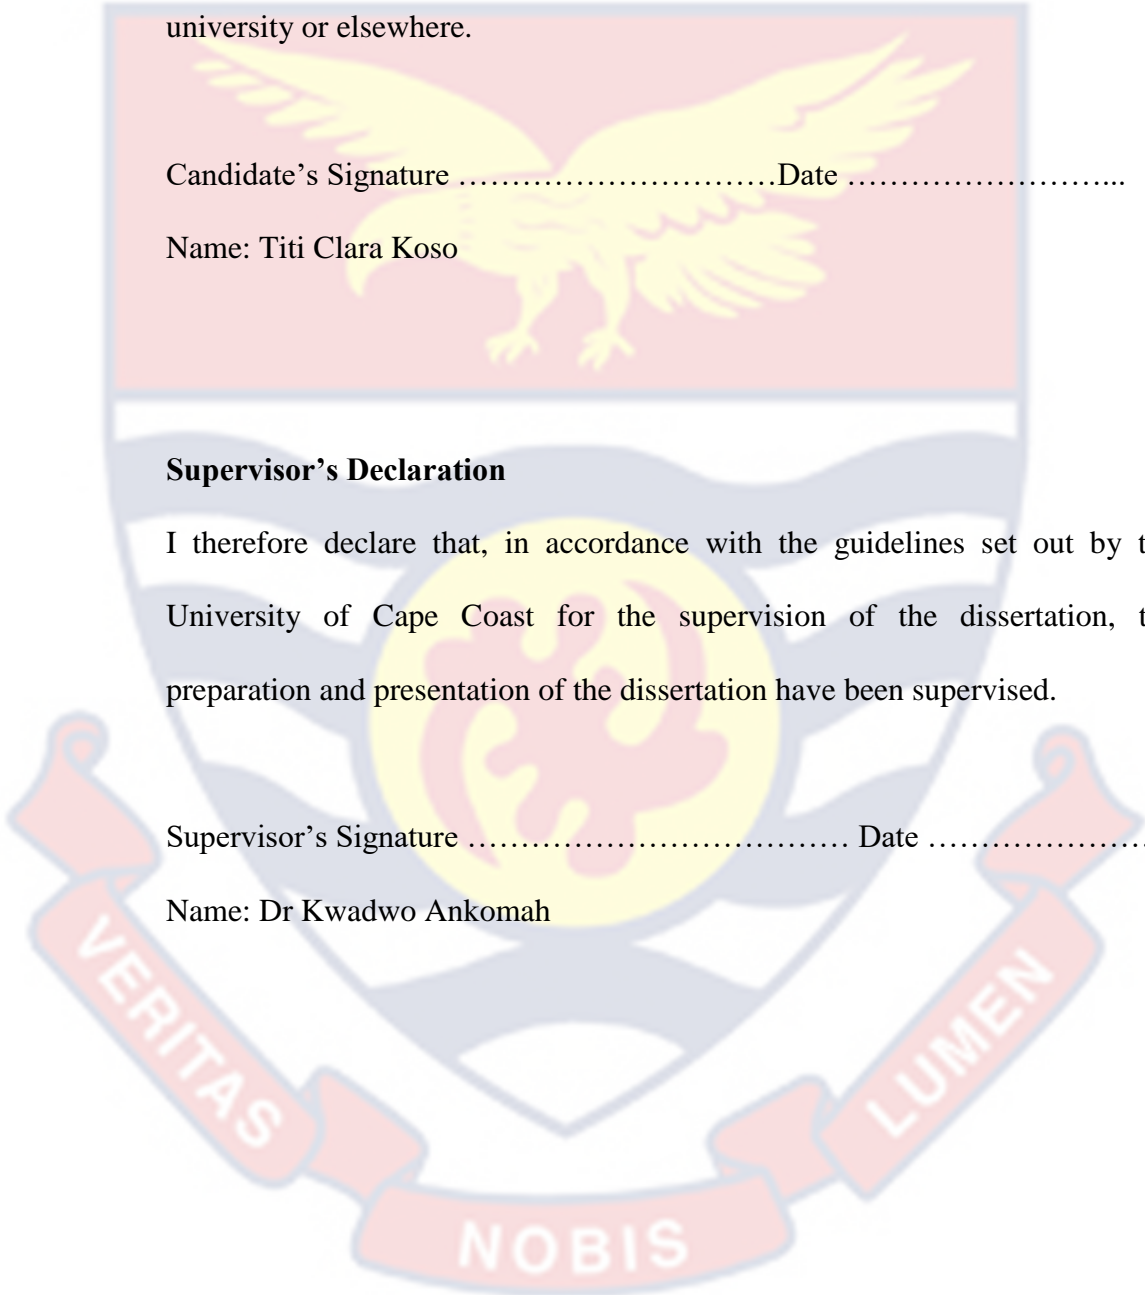 university or elsewhere.
Candidate’s Signature …………………………Date ……………………...
Name: Titi Clara Koso
Supervisor’s Declaration
I therefore declare that, in accordance with the guidelines set out by t
University of Cape Coast for the supervision of the dissertation, t
preparation and presentation of the dissertation have been supervised.
Supervisor’s Signature ……………………………… Date …………………
Name: Dr Kwadwo Ankomah
VERITAS
NOBIS
LUMEN